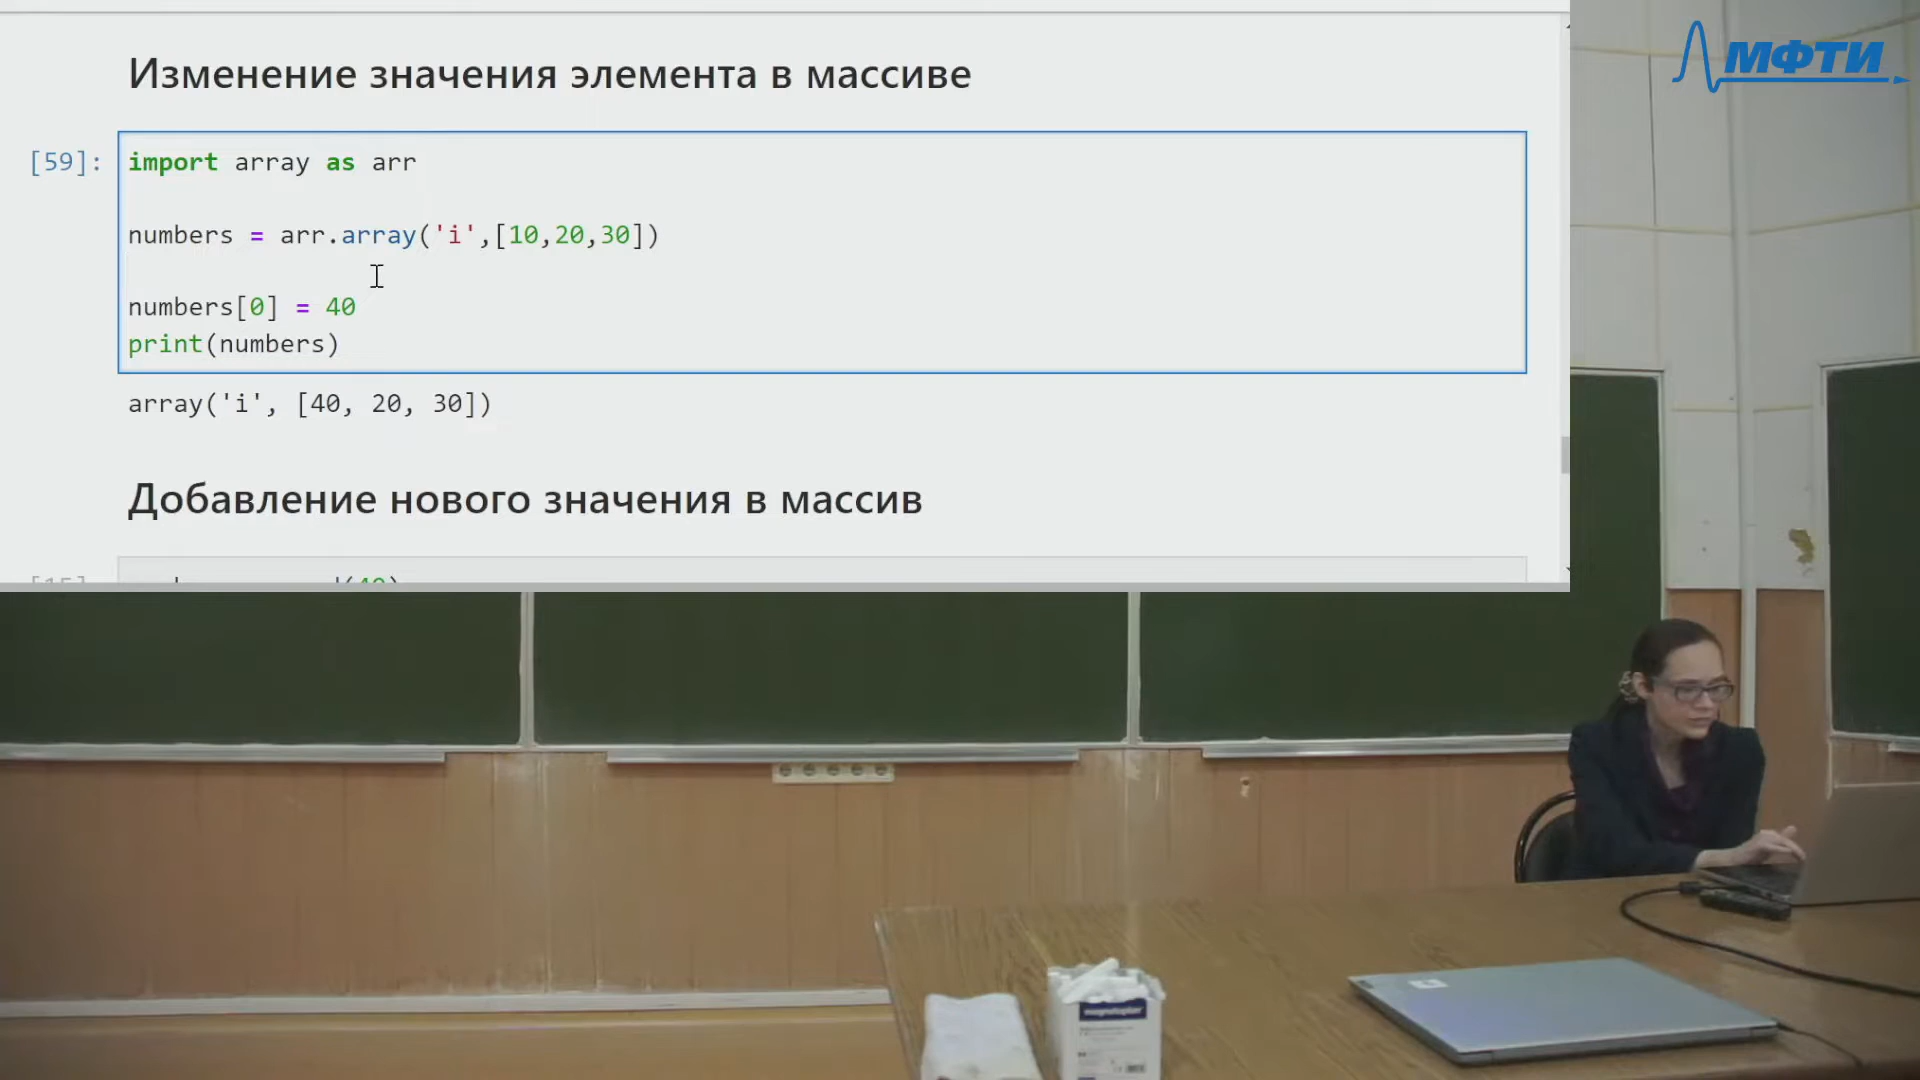 МФТИ
Изменение значения элемента в массиве
[59]:
import array as arr
numbers = arr.array('i',[10,20,30])
numbers[0] = 40
print(numbers)
array('i', [40, 20, 30])
Добавление нового значения в массив